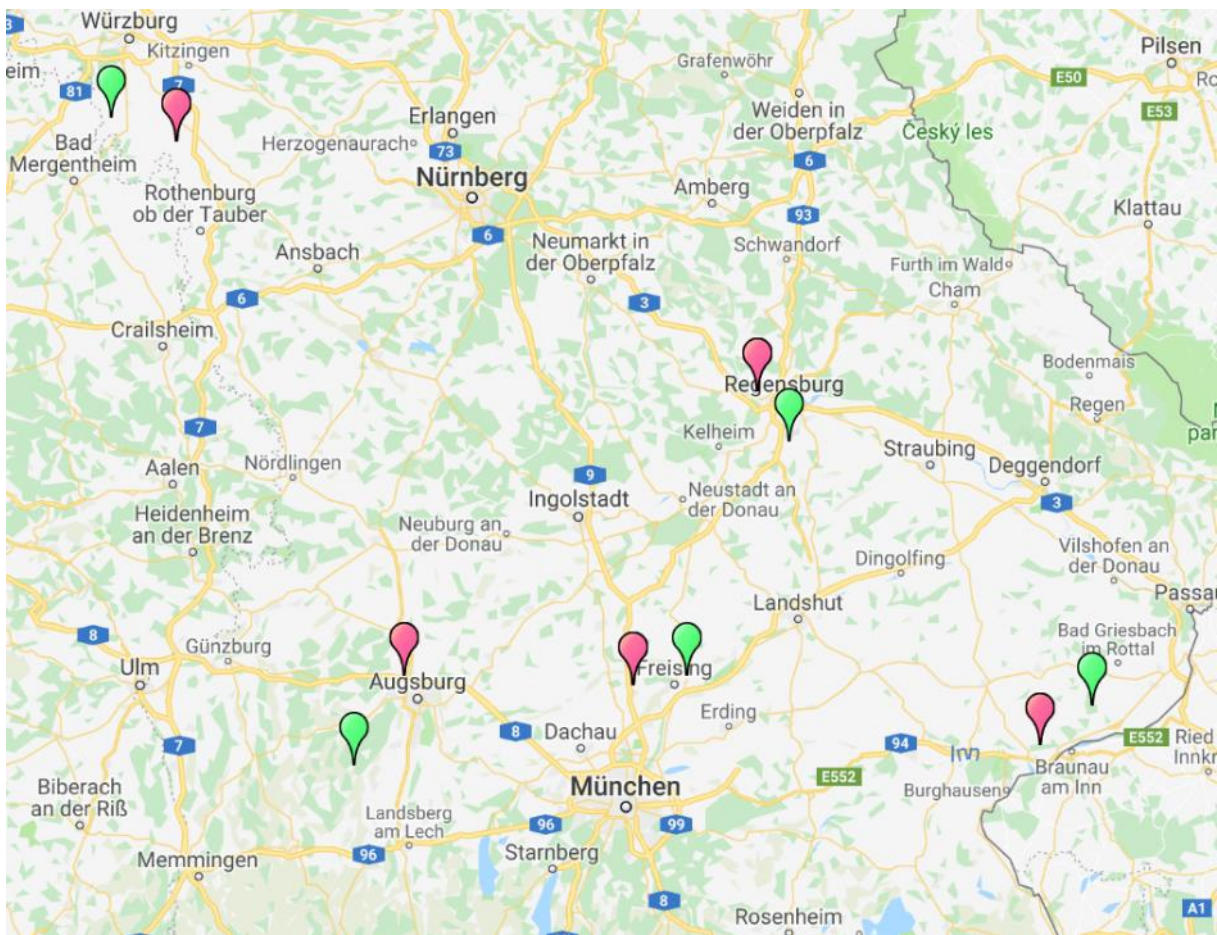 Würzburg
3
Kitzingen
eim
81
7
Bad
Mergentheim
Rothenburg
ob der Tauber
Erlangen
Herzogenaurach
73
Nürnberg
Grafenwöhr
Weiden in
der Oberpfalz
Český les
Pilsen
E50
E53
6
Amberg
93
Klattau
6
Ansbach
Neumarkt in
der Oberpfalz
Schwandorf
Furth im Wald
6
3
Cham
Crailsheim
Bodenmais
Regensburg
Regen
7
Kelheim
Straubing
Deggendorf
Aalen
Nördlingen
9
Ingolstadt
Neustadt an
der Donau
3
Heidenheim
an der Brenz
Neuburg an
der Donau
Dingolfing
Vilshofen an
der Donau
Landshut
Passau
8
Günzburg
Bad Griesbach
im Rottal
Ulm
Augsburg
Freising
Erding
7
8
Dachau
94
Inn
E552
Ried
Innkr
Braunau
am Inn
E552
Burghausen
Biberach
an der Riß
München
Landsberg
am Lech
96
99
96
Starnberg
Memmingen
8
A1
Rosenheim